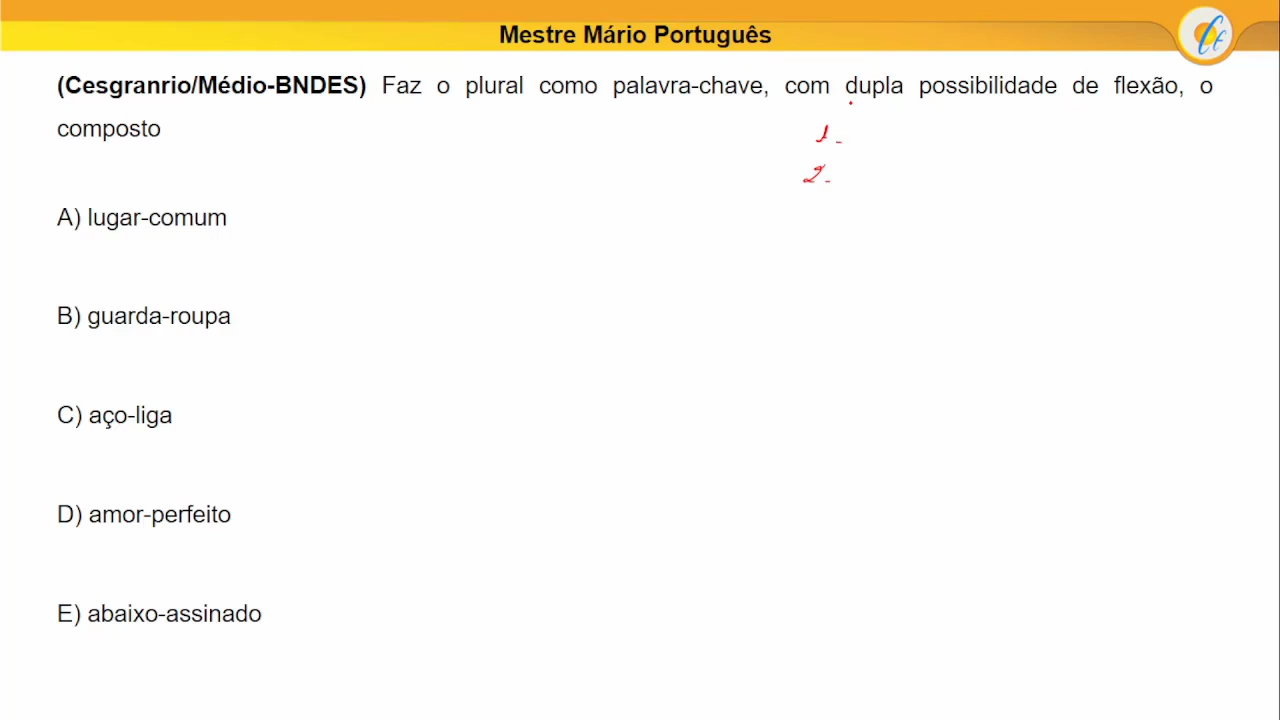 Mestre Mário Português
(Cesgranrio/Médio-BNDES) Faz o plural como palavra-chave, com dupla possibilidade de flexão, o
composto
1-
2-
A) lugar-comum
B) guarda-roupa
C) aço-liga
D) amor-perfeito
E) abaixo-assinado